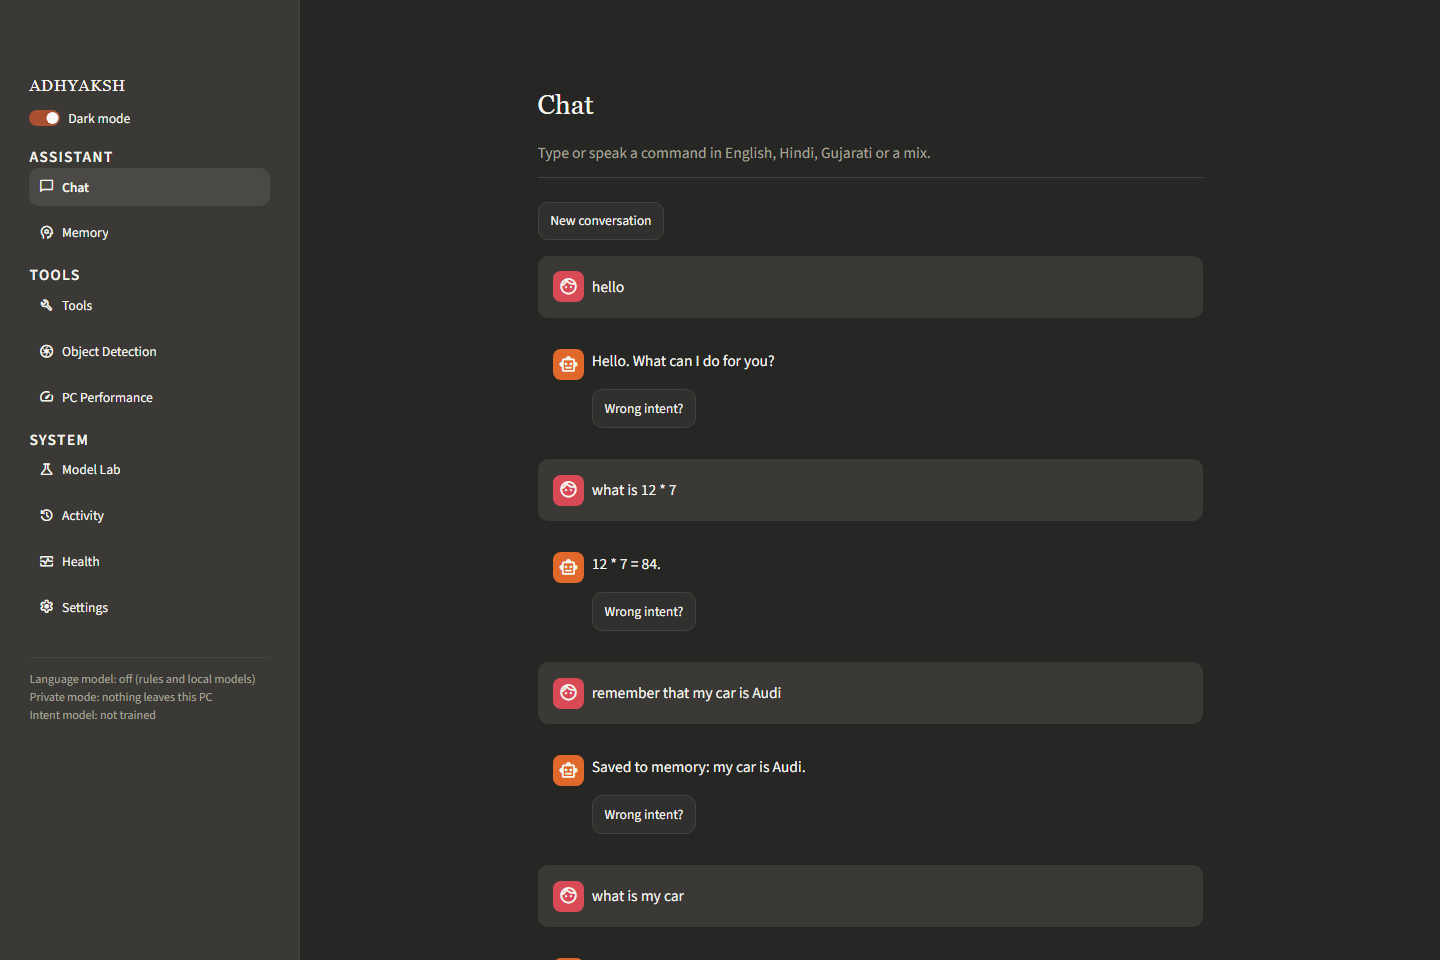 ADHYAKSH
Dark mode
ASSISTANT
Chat
Memory
TOOLS
Tools
Object Detection
PC Performance
SYSTEM
Model Lab
Activity
Health
Settings
Language model: off (rules and local models)
Private mode: nothing leaves this PC
Intent model: not trained
Chat
Type or speak a command in English, Hindi, Gujarati or a mix.
New conversation
hello
Hello. What can I do for you?
Wrong intent?
what is 12 * 7
12 * 7 = 84.
Wrong intent?
remember that my car is Audi
Saved to memory: my car is Audi.
Wrong intent?
what is my car